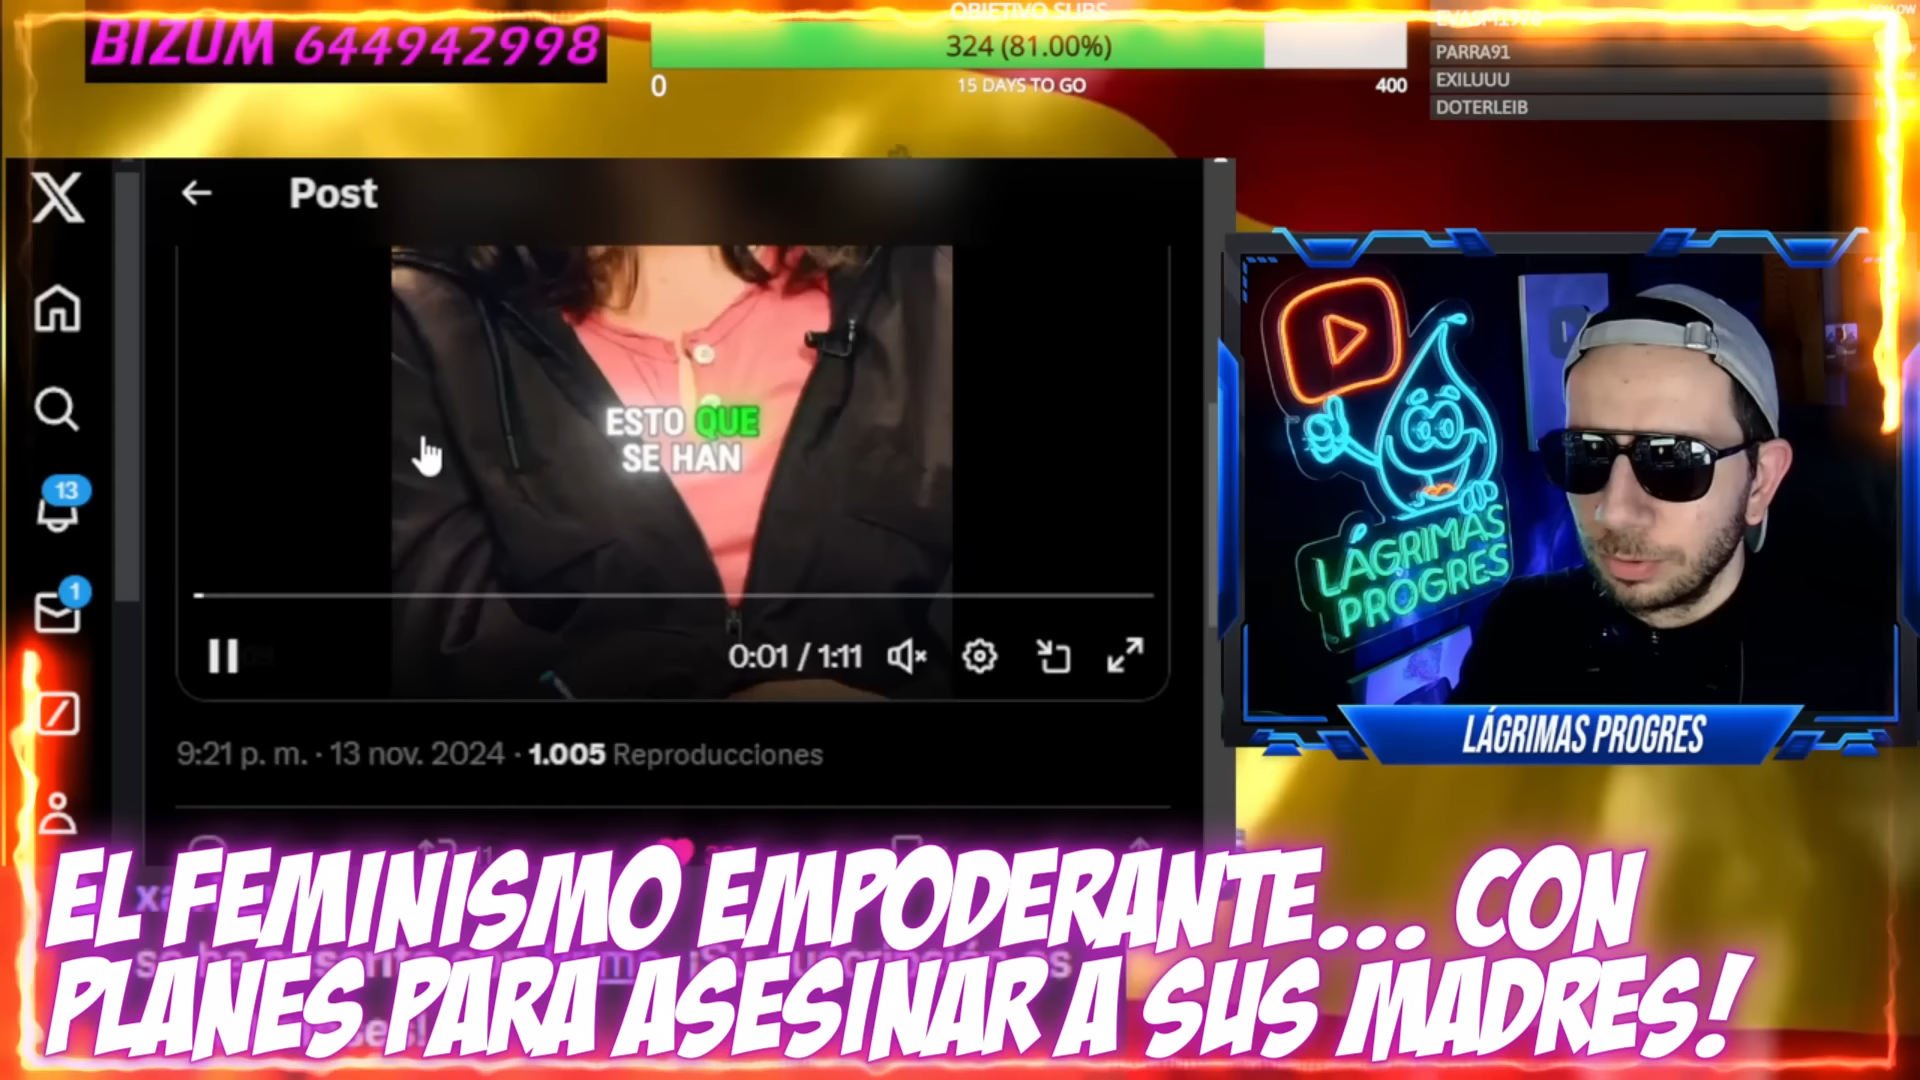 BIZUM 644942998
OBJETIVO SUBS
324 (81.00%)
0
15 DAYS TO GO
400
PARRA91
EXILUUU
DOTERLEIB
Post
ESTO QUE
SE HAN
0:01 / 1:11
13
1
9:21 p. m. · 13 nov. 2024 · 1.005 Reproducciones
LÁGRIMAS
PROGRES
LÁGRIMAS PROGRES
EL FEMINISMO EMPODERANTE... CON
PLANES PARA ASESINAR A SUS MADRES!